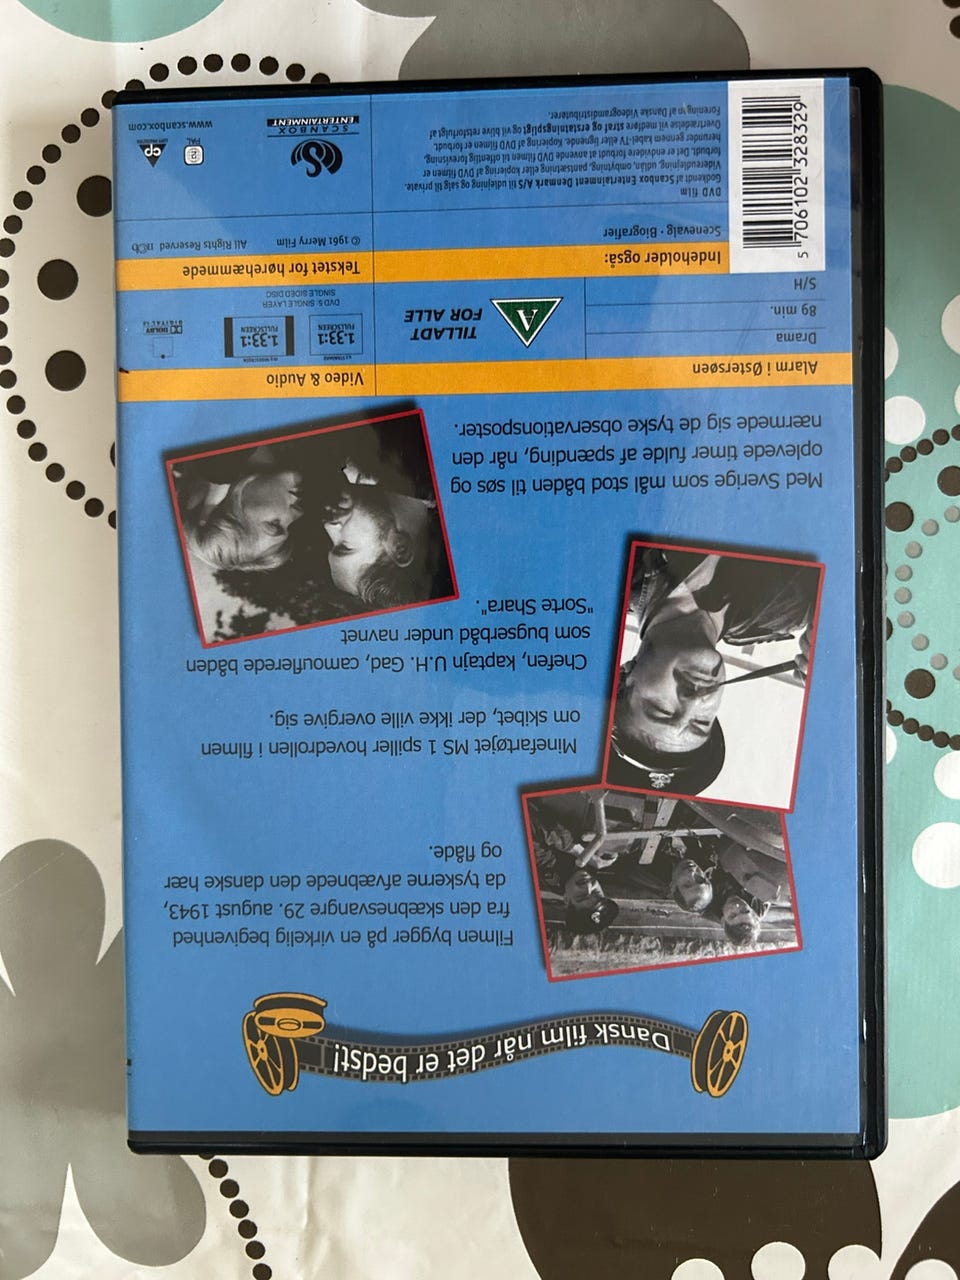 Dansk film når det er bedst!
Filmen bygger på en virkelig begivenhed
fra den skæbnesvangre 29. august 1943,
da tyskerne afvæbnede den danske hær
og flåde.
Minefartøjet MS 1 spiller hovedrollen i filmen
om skibet, der ikke ville overgive sig.
Chefen, kaptajn U.H. Gad, camouflerede båden
som bugserbåd under navnet
"Sorte Shara".
Med Sverige som mål stod båden til søs og
oplevede timer fulde af spænding, når den
nærmede sig de tyske observationsposter.
Alarm i Østersøen
Drama
89 min.
S/H
TILLADT
FOR ALLE
A
Video & Audio
1.33:1
FULLSCREEN
1.33:1
FULLSCREEN
DOLBY
DIGITAL
DVD 5 SINGLE LAYER
SINGLE SIDED DISC
Indeholder også:
Scenevalg · Biografier
Tekstet for hørehæmmede
© 1961 Merry Film All Rights Reserved ncb
DVD film
Godkendt af Scanbox Entertainment Danmark A/S til udlejning og salg til private.
Videreudlejning, udlån, ombytning, pantsætning eller kopiering af DVD filmen er
forbudt. Det er endvidere forbudt at anvende DVD filmen til offentlig forevisning,
herunder gennem kabel-TV eller lignende. Kopiering af DVD filmen er forbudt.
Overtrædelse vil medføre straf og erstatningspligt og vil blive retsforfulgt af
Foreningen af Danske Videogramdistributører.
SCANBOX
ENTERTAINMENT
2
PAL
CP
www.scanbox.com
5 706102 328329